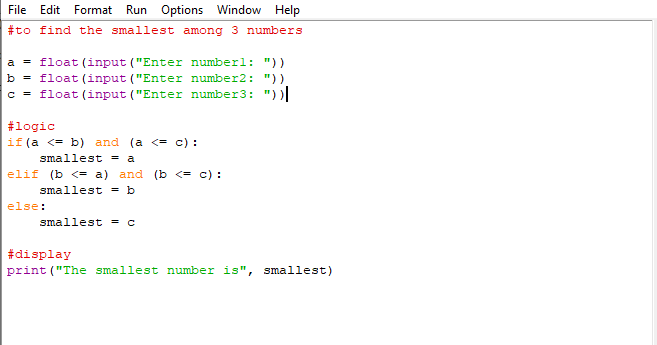 File Edit Format Run Options Window Help
#to find the smallest among 3 numbers
a = float(input("Enter number1: "))
b = float(input("Enter number2: "))
c = float(input("Enter number3: "))
#logic
if(a <= b) and (a <= c):
    smallest = a
elif (b <= a) and (b <= c):
    smallest = b
else:
    smallest = c
#display
print("The smallest number is", smallest)